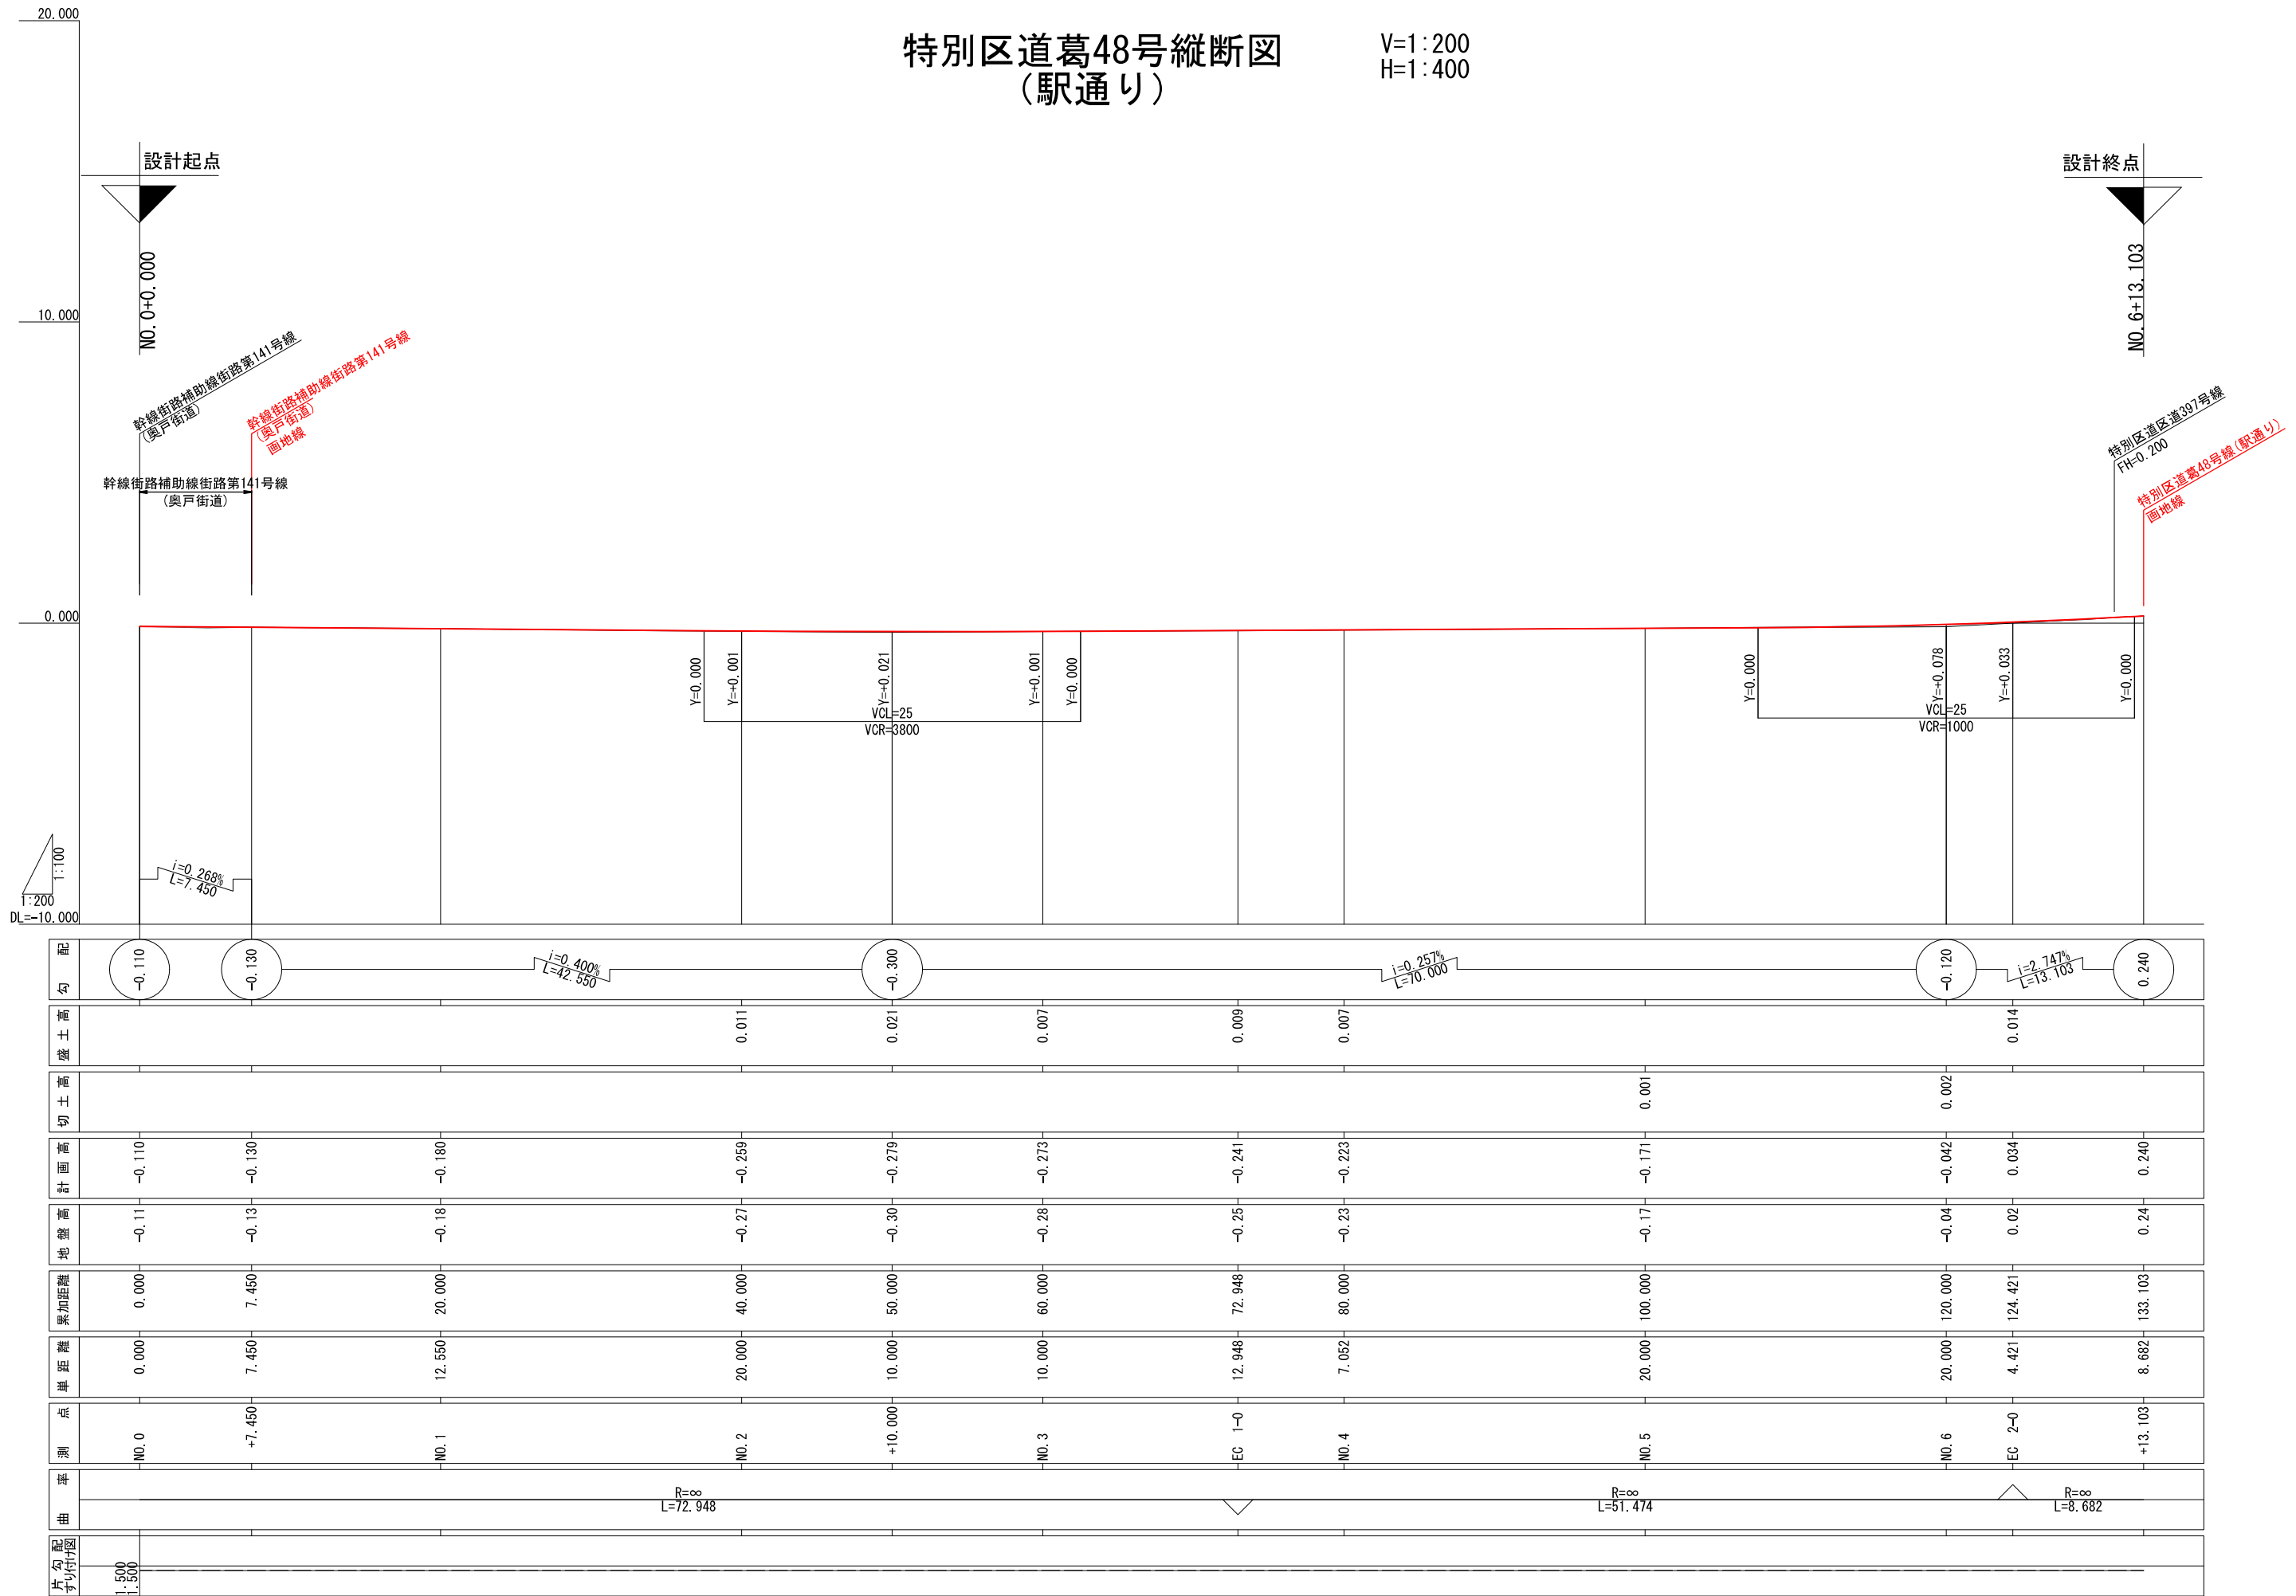 特別区道葛48号縦断図
(駅通り)
V=1:200
H=1:400
20.000
10.000
0.000
DL=-10.000
1:100
1:200
設計起点
NO.0+0.000
設計終点
NO.6+13.103
幹線街路補助線街路第141号線
(奥戸街道)
幹線街路補助線街路第141号線
(奥戸街道)
画地線
幹線街路補助線街路第141号線
(奥戸街道)
特別区道区道397号線
FH=0.200
特別区道葛48号線(駅通り)
画地線
Y=0.000
Y=+0.001
Y=+0.021
Y=+0.001
Y=0.000
VCL=25
VCR=3800
Y=0.000
Y=+0.078
Y=+0.033
Y=0.000
VCL=25
VCR=1000
i=0.268%
L=7.450
勾配
-0.110
-0.130
i=0.400%
L=42.550
-0.300
i=0.257%
L=70.000
-0.120
i=2.747%
L=13.103
0.240
盛土高
0.011
0.021
0.007
0.009
0.007
0.014
切土高
0.001
0.002
計画高
-0.110
-0.130
-0.180
-0.259
-0.279
-0.273
-0.241
-0.223
-0.171
-0.042
0.034
0.240
地盤高
-0.11
-0.13
-0.18
-0.27
-0.30
-0.28
-0.25
-0.23
-0.17
-0.04
0.02
0.24
累加距離
0.000
7.450
20.000
40.000
50.000
60.000
72.948
80.000
100.000
120.000
124.421
133.103
単距離
0.000
7.450
12.550
20.000
10.000
10.000
12.948
7.052
20.000
20.000
4.421
8.682
測点
NO.0
+7.450
NO.1
NO.2
+10.000
NO.3
EC 1-0
NO.4
NO.5
NO.6
EC 2-0
+13.103
曲率
R=∞
L=72.948
R=∞
L=51.474
R=∞
L=8.682
片勾配
すり付け図
1.500
1.500